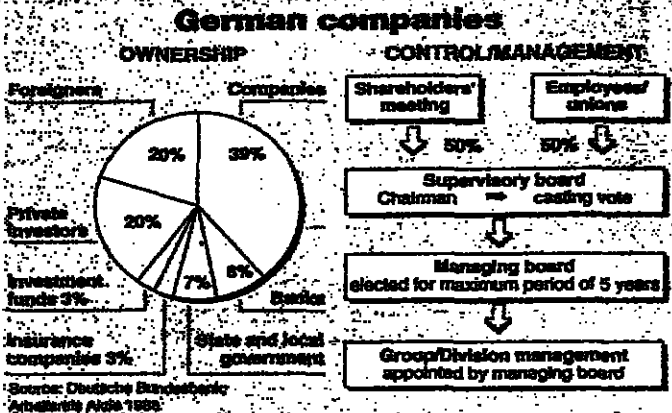 German companies
OWNERSHIP
Foreigners
Companies
20%
39%
20%
Private
investors
7%
8%
Investment
funds 3%
Banks
Insurance
companies 3%
State and local
government
Source: Deutsche Bundesbank;
CONTROL/MANAGEMENT
Shareholders'
meeting
Employees/
unions
50%
50%
Supervisory board
Chairman ➡ casting vote
Managing board
elected for maximum period of 5 years
Group/Division management
appointed by managing board